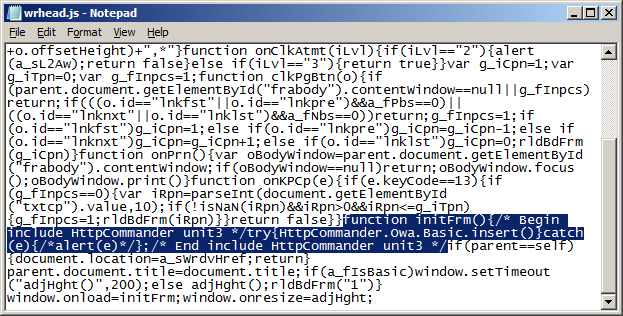 wrhead.js - Notepad
File Edit Format View Help
+o.offsetHeight)+",*"}function onClkAtmt(iLvl){if(iLvl=="2"){alert
(a_sL2Aw);return false}else if(iLvl=="3"){return true}}var g_iCpn=1;var
g_iTpn=0;var g_fInpcs=1;function clkPgBtn(o){if
(parent.document.getElementById("frabody").contentWindow==null||g_fInpcs)
return;if(((o.id=="lnkfst"||o.id=="lnkpre")&&a_fPbs==0)||
((o.id=="lnknxt"||o.id=="lnklst")&&a_fNbs==0))return;g_fInpcs=1;if
(o.id=="lnkfst")g_iCpn=1;else if(o.id=="lnkpre")g_iCpn=g_iCpn-1;else if
(o.id=="lnknxt")g_iCpn=g_iCpn+1;else if(o.id=="lnklst")g_iCpn=0;rldBdFrm
(g_iCpn)}function onPrn(){var oBodyWindow=parent.document.getElementById
("frabody").contentWindow;if(oBodyWindow==null)return;oBodyWindow.focus
();oBodyWindow.print()}function onKPCp(e){if(e.keyCode==13){if
(g_fInpcs==0){var iRpn=parseInt(document.getElementById
("txtcp").value,10);if(!isNaN(iRpn)&&iRpn>0&&iRpn<=g_iTpn)
{g_fInpcs=1;rldBdFrm(iRpn)}}return false}}function initFrm(){/* Begin
include HttpCommander unit3 */try{HttpCommander.Owa.Basic.insert()}catch
(e){/*alert(e)*/};/* End include HttpCommander unit3 */if(parent==self)
{document.location=a_sWrdvHref;return}
parent.document.title=document.title;if(a_fIsBasic)window.setTimeout
("adjHght()",200);else adjHght();rldBdFrm("1")}
window.onload=initFrm;window.onresize=adjHght;